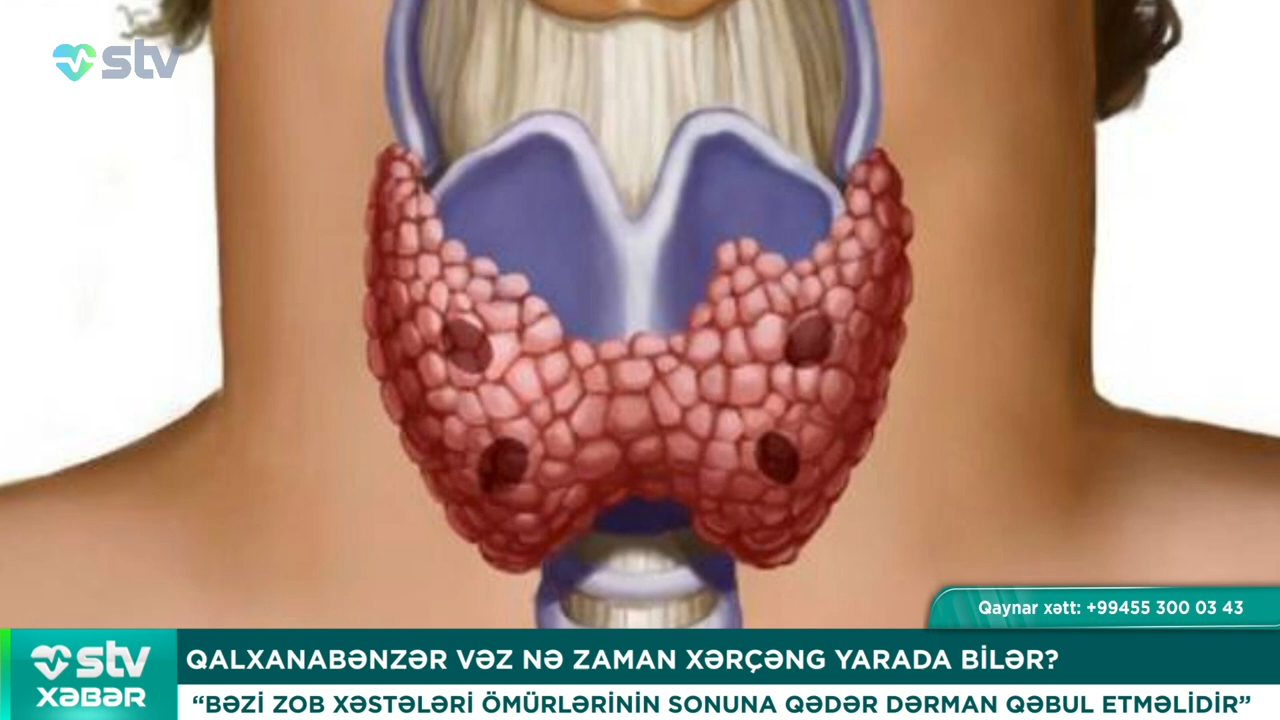 stv
Qaynar xətt: +99455 300 03 43
stv
XƏBƏR
QALXANABƏNZƏR VƏZ NƏ ZAMAN XƏRÇƏNG YARADA BİLƏR?
“BƏZİ ZOB XƏSTƏLƏRİ ÖMÜRLƏRİNİN SONUNA QƏDƏR DƏRMAN QƏBUL ETMƏLİDİR”